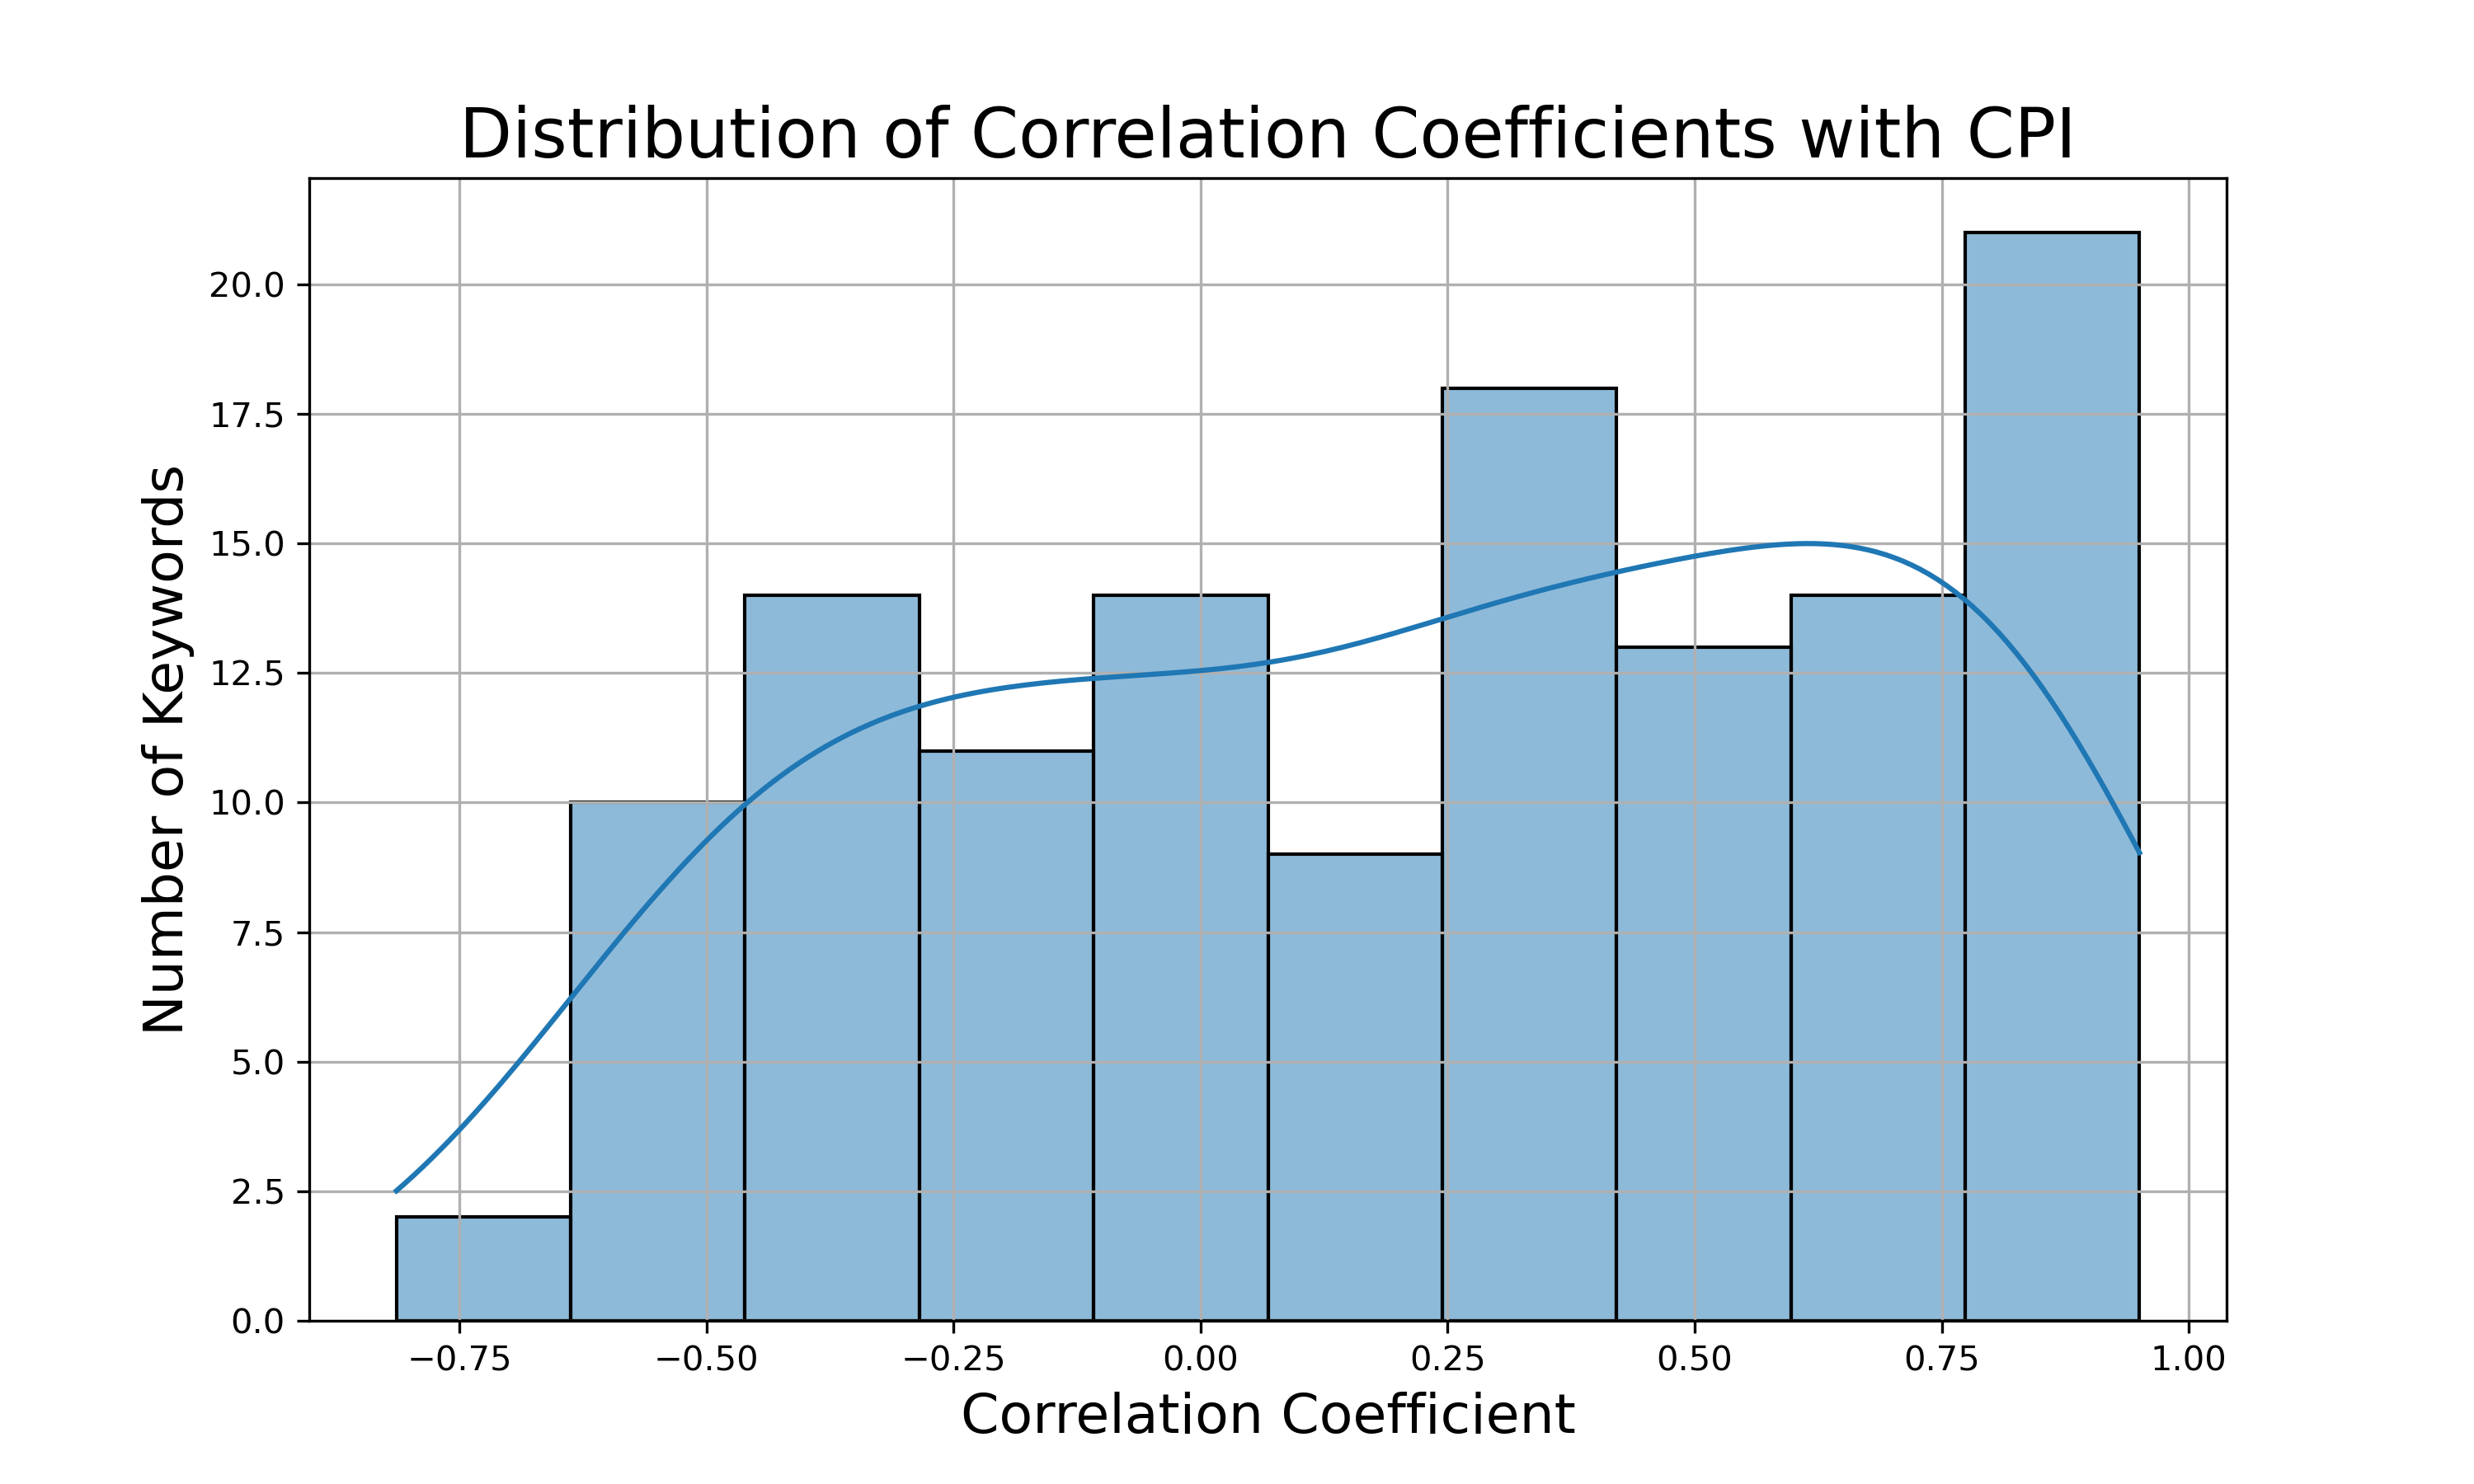 Distribution of Correlation Coefficients with CPI
Number of Keywords
20.0
17.5
15.0
12.5
10.0
7.5
5.0
2.5
0.0
−0.75 −0.50 −0.25 0.00 0.25 0.50 0.75 1.00
Correlation Coefficient